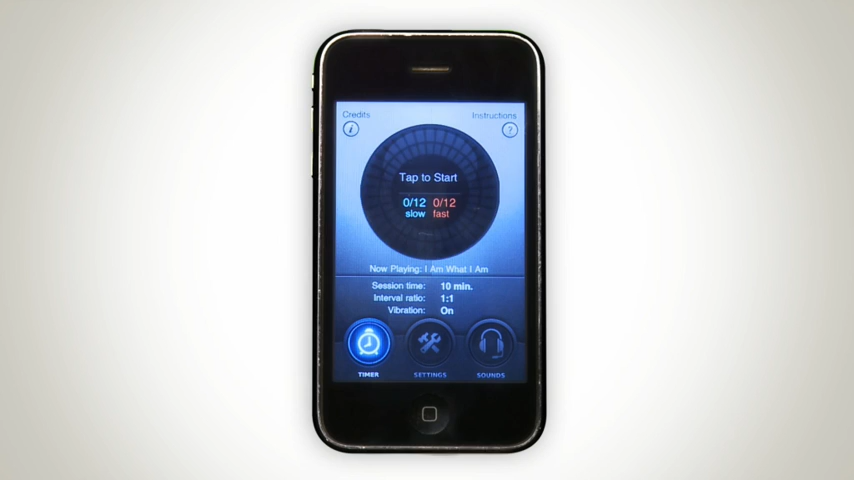 Credits
Instructions
i
?
Tap to Start
0/12 0/12
slow fast
Now Playing: I Am What I Am
Session time: 10 min.
Interval ratio: 1:1
Vibration: On
TIMER
SETTINGS
SOUNDS